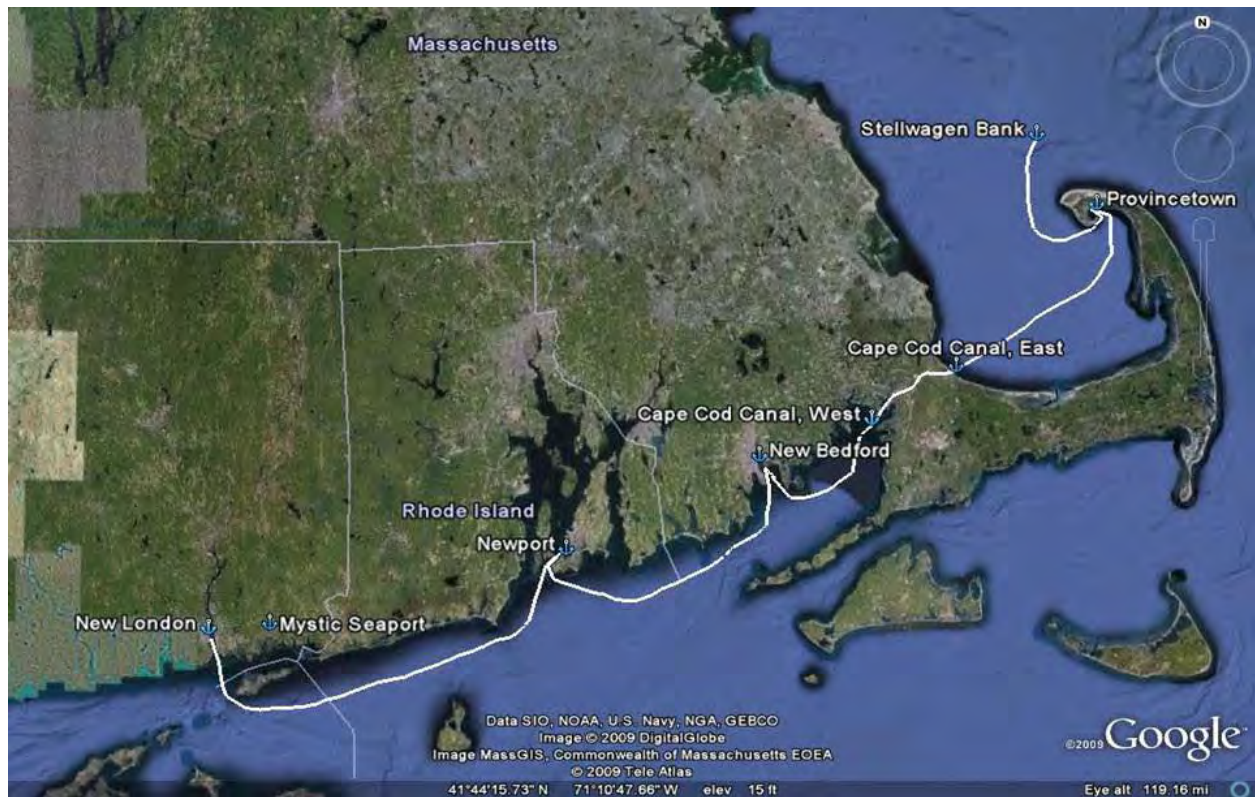 N
Massachusetts
Stellwagen Bank
Provincetown
Cape Cod Canal, East
Cape Cod Canal, West
New Bedford
Rhode Island
Newport
New London
Mystic Seaport
Data SIO, NOAA, U.S. Navy, NGA, GEBCO
Image © 2009 DigitalGlobe
Image MassGIS, Commonwealth of Massachusetts EOEA
© 2009 Tele Atlas
©2009 Google
41°44'15.73" N 71°10'47.66" W elev 15 ft Eye alt 119.16 mi